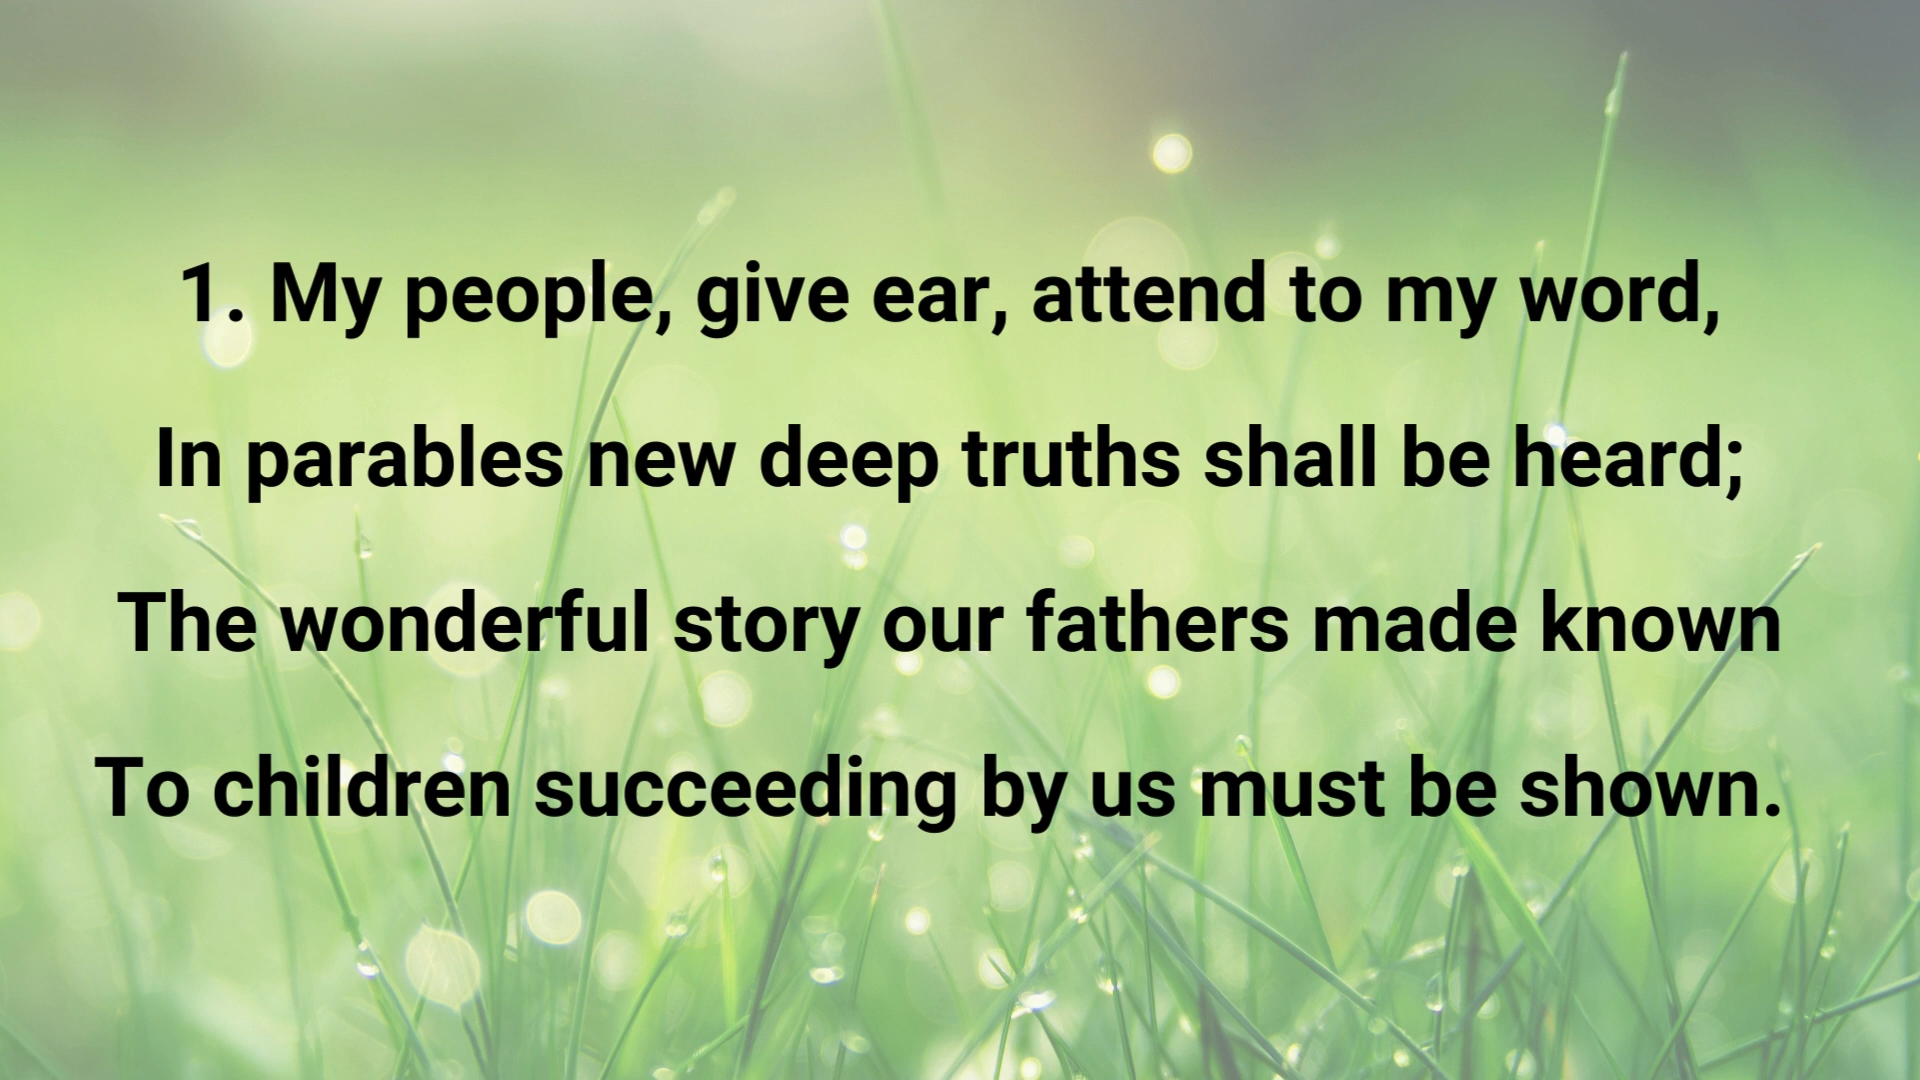 1. My people, give ear, attend to my word,
In parables new deep truths shall be heard;
The wonderful story our fathers made known
To children succeeding by us must be shown.